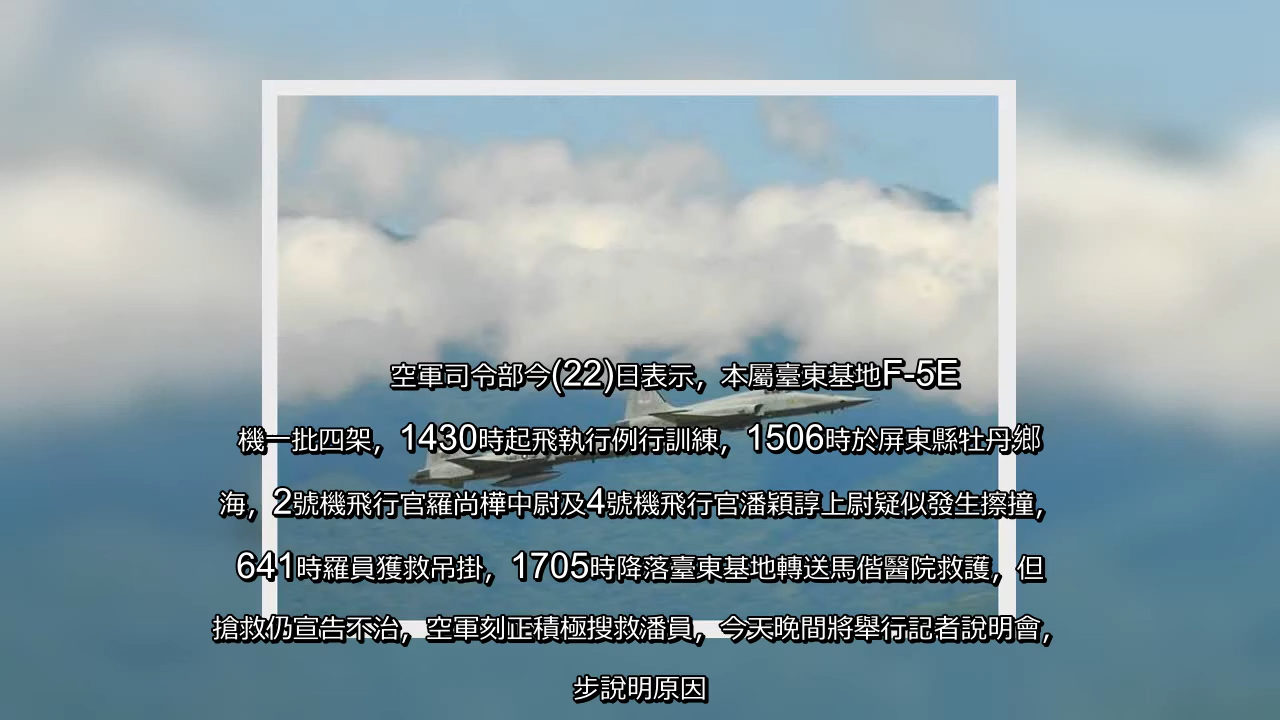 空軍司令部今(22)日表示，本屬臺東基地F-5E
機一批四架，1430時起飛執行例行訓練，1506時於屏東縣牡丹鄉
海，2號機飛行官羅尚樺中尉及4號機飛行官潘穎諄上尉疑似發生擦撞，
641時羅員獲救吊掛，1705時降落臺東基地轉送馬偕醫院救護，但
搶救仍宣告不治，空軍刻正積極搜救潘員，今天晚間將舉行記者說明會，
步說明原因